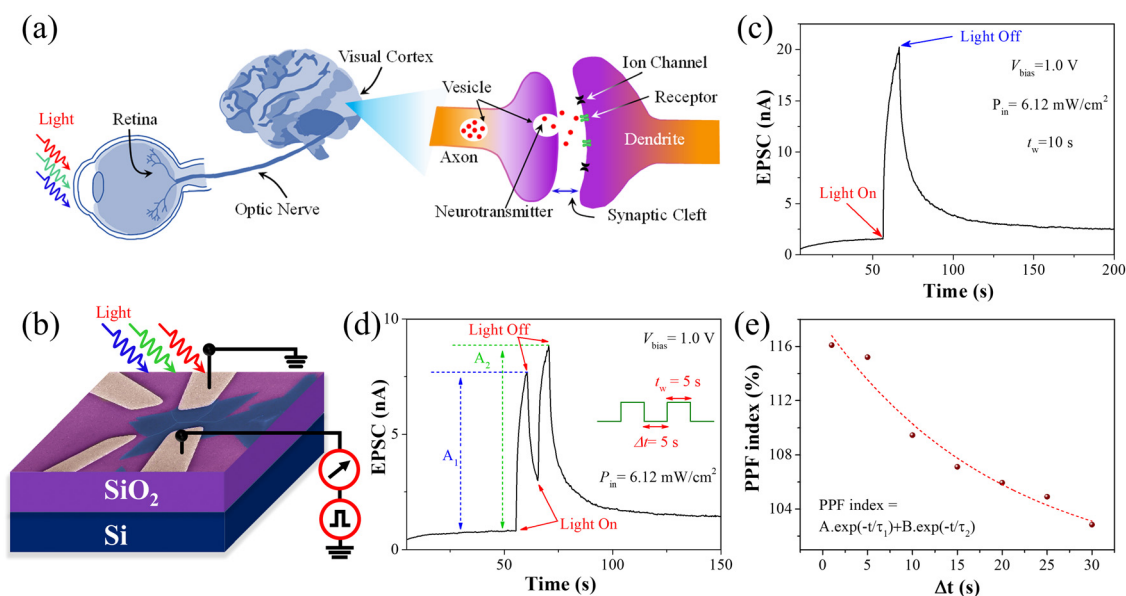 (a)
Light
Retina
Optic Nerve
Visual Cortex
Vesicle
Axon
Neurotransmitter
Ion Channel
Receptor
Dendrite
Synaptic Cleft
(b)
Light
SiO2
Si
(c)
EPSC (nA)
20
15
10
5
0
Light Off
Light On
Vbias=1.0 V
Pin = 6.12 mW/cm²
tw=10 s
50
100
150
200
Time (s)
(d)
EPSC (nA)
10
5
0
Light Off
A1
A2
Vbias= 1.0 V
tw = 5 s
Δt= 5 s
Pin= 6.12 mW/cm²
Light On
50
100
150
Time (s)
(e)
PPF index (%)
116
112
108
104
PPF index =
A.exp(-t/τ1)+B.exp(-t/τ2)
0
5
10
15
20
25
30
Δt (s)